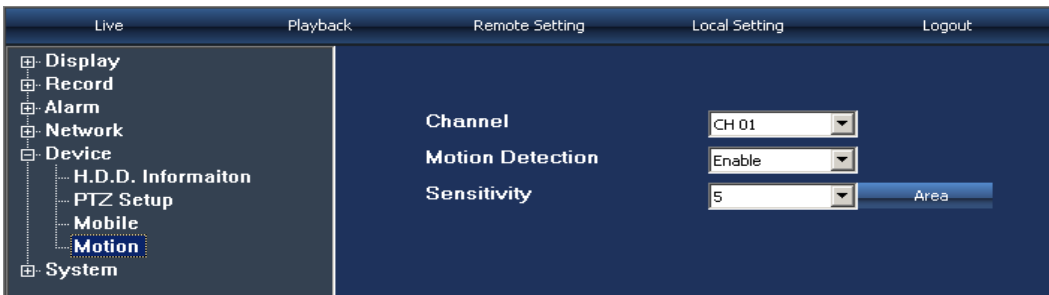 Live Playback Remote Setting Local Setting Logout
Display
Record
Alarm
Network
Device
H.D.D. Informaiton
PTZ Setup
Mobile
Motion
System
Channel CH 01
Motion Detection Enable
Sensitivity 5 Area